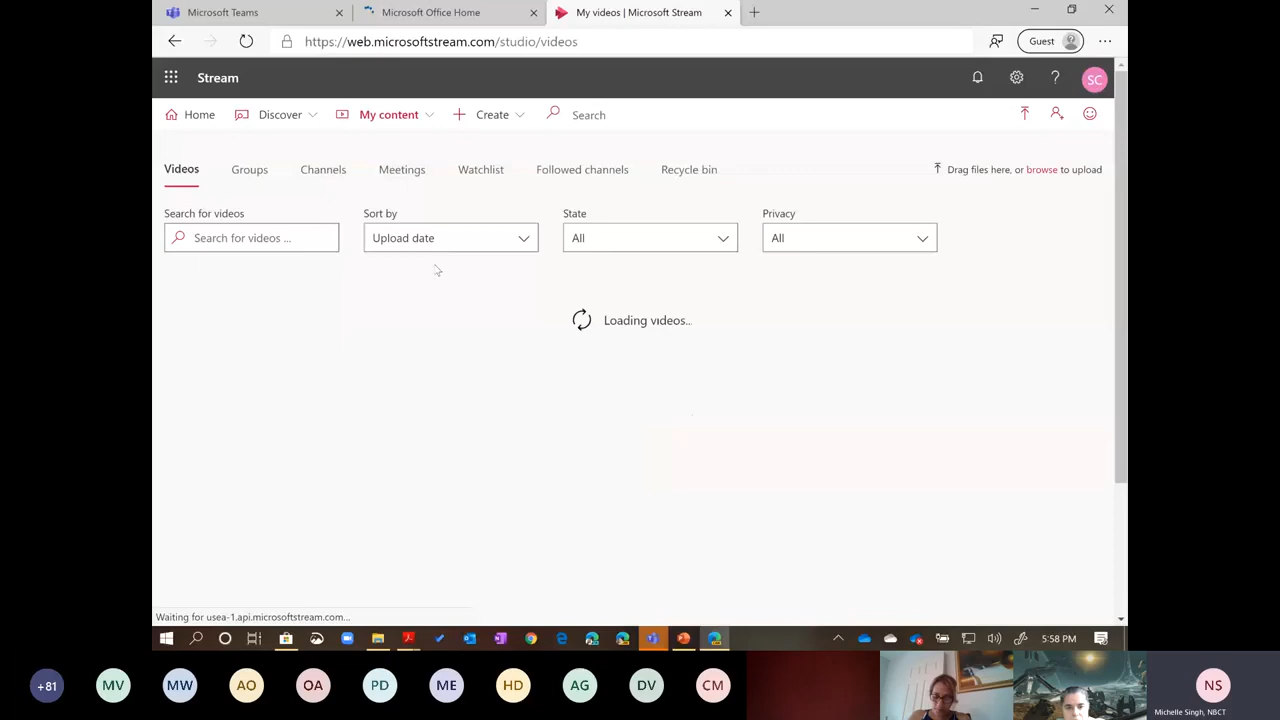 Microsoft Teams
Microsoft Office Home
My videos | Microsoft Stream
https://web.microsoftstream.com/studio/videos
Guest
Stream
SC
Home
Discover
My content
Create
Search
Videos
Groups
Channels
Meetings
Watchlist
Followed channels
Recycle bin
Drag files here, or browse to upload
Search for videos
Sort by
State
Privacy
Search for videos ...
Upload date
All
All
Loading videos...
Waiting for usea-1.api.microsoftstream.com...
5:58 PM
+81
MV
MW
AO
OA
PD
ME
HD
AG
DV
CM
NS
Michelle Singh, NBCT